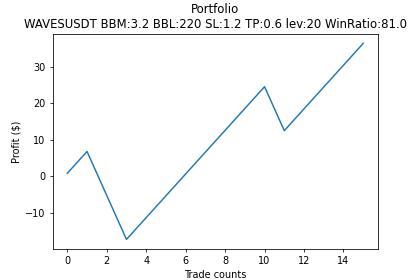 Portfolio
WAVESUSDT BBM:3.2 BBL:220 SL:1.2 TP:0.6 lev:20 WinRatio:81.0
Profit ($)
30
20
10
0
−10
0 2 4 6 8 10 12 14
Trade counts